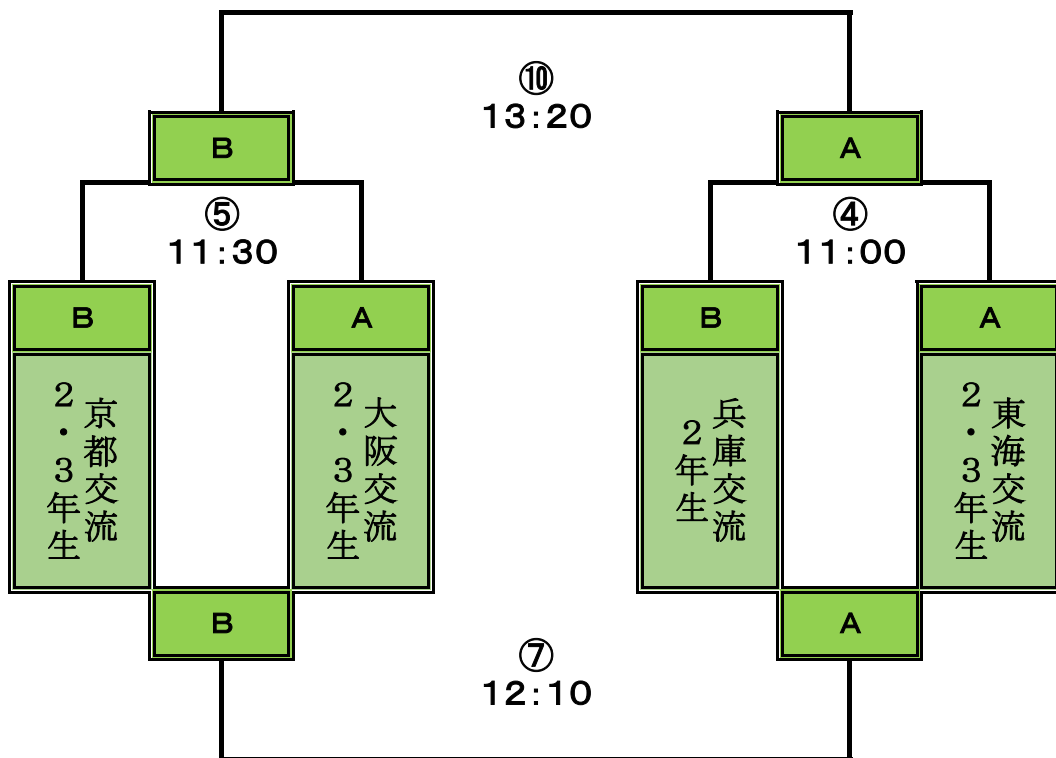 ⑩
13:20
B
A
⑤
11:30
④
11:00
B
A
B
A
京都交流
2・3年生
大阪交流
2・3年生
兵庫交流
2年生
東海交流
2・3年生
B
A
⑦
12:10